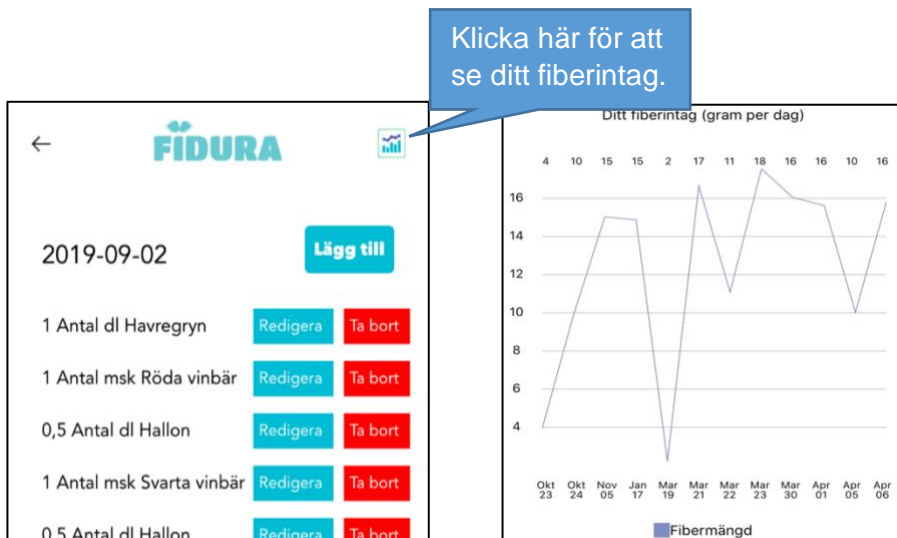 Klicka här för att
se ditt fiberintag.
FIDURA
2019-09-02
Lägg till
1 Antal dl Havregryn Redigera Ta bort
1 Antal msk Röda vinbär Redigera Ta bort
0,5 Antal dl Hallon Redigera Ta bort
1 Antal msk Svarta vinbär Redigera Ta bort
0,5 Antal dl Hallon Redigera Ta bort
Ditt fiberintag (gram per dag)
4 10 15 15 2 17 11 18 16 16 10 16
16
14
12
10
8
6
4
Okt Okt Nov Jan Mar Mar Mar Mar Mar Apr Apr Apr
23 24 05 17 19 21 22 23 30 01 05 06
Fibermängd